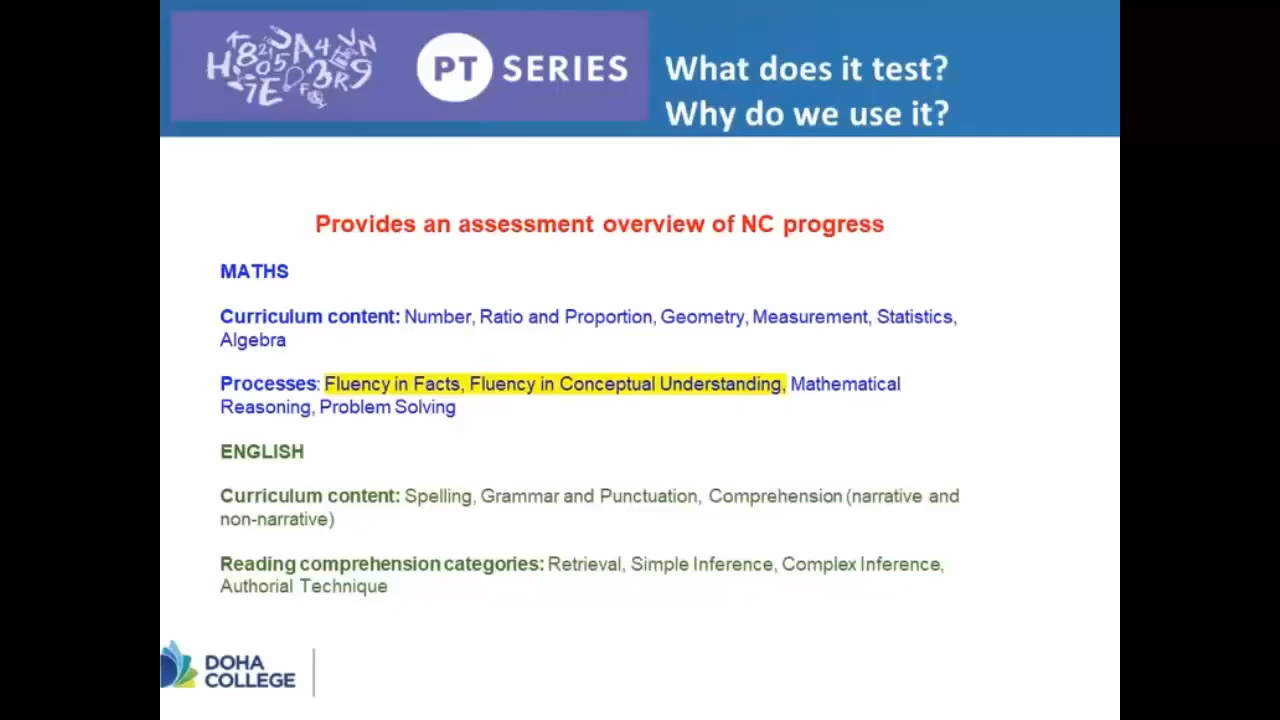 PT SERIES
What does it test?
Why do we use it?
Provides an assessment overview of NC progress
MATHS
Curriculum content: Number, Ratio and Proportion, Geometry, Measurement, Statistics,
Algebra
Processes: Fluency in Facts, Fluency in Conceptual Understanding, Mathematical
Reasoning, Problem Solving
ENGLISH
Curriculum content: Spelling, Grammar and Punctuation, Comprehension (narrative and
non-narrative)
Reading comprehension categories: Retrieval, Simple Inference, Complex Inference,
Authorial Technique
DOHA
COLLEGE